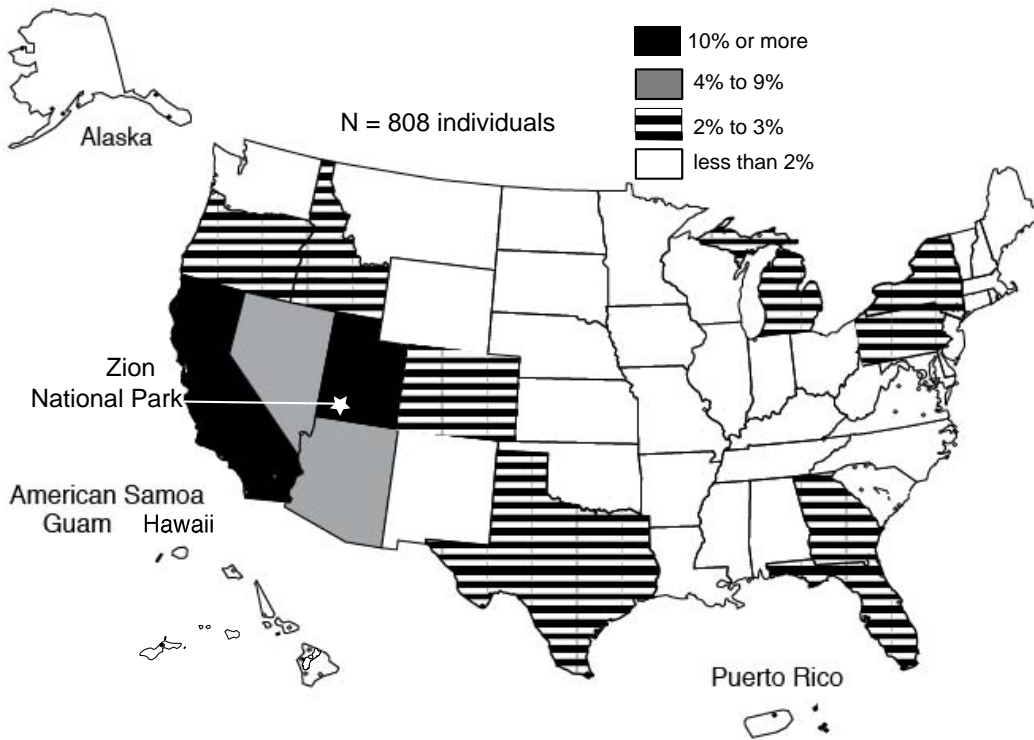 10% or more
4% to 9%
N = 808 individuals
2% to 3%
less than 2%
Alaska
Zion
National Park
American Samoa
Guam Hawaii
Puerto Rico